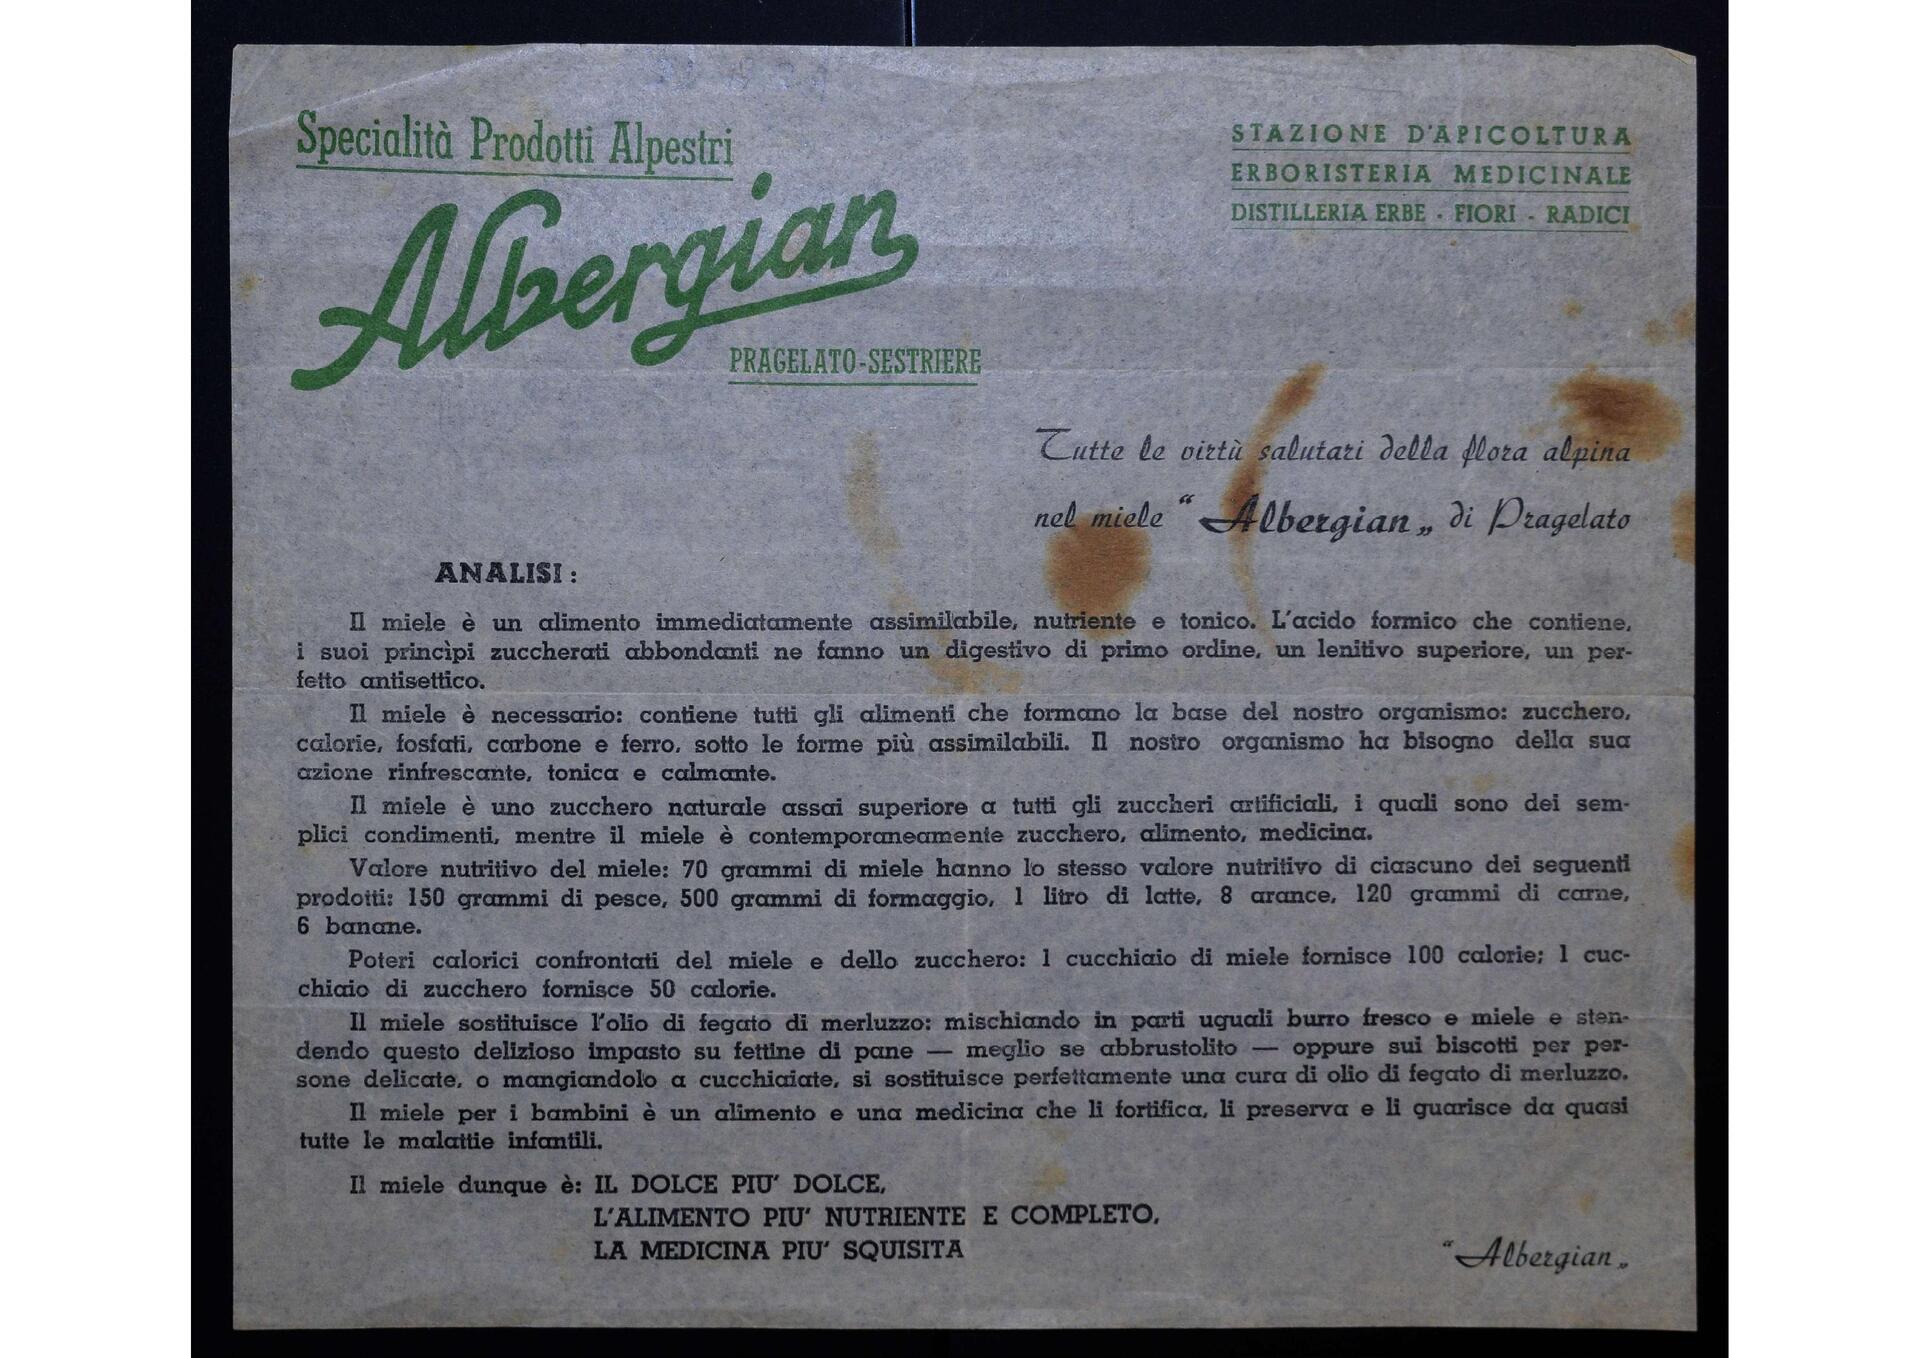 Specialità Prodotti Alpestri
Albergian
PRAGELATO-SESTRIERE
STAZIONE D'APICOLTURA
ERBORISTERIA MEDICINALE
DISTILLERIA ERBE - FIORI - RADICI
Tutte le virtù salutari della flora alpina
nel miele “Albergian„ di Pragelato
ANALISI:
Il miele è un alimento immediatamente assimilabile, nutriente e tonico. L'acido formico che contiene,
i suoi princìpi zuccherati abbondanti ne fanno un digestivo di primo ordine, un lenitivo superiore, un per-
fetto antisettico.
Il miele è necessario: contiene tutti gli alimenti che formano la base del nostro organismo: zucchero,
calorie, fosfati, carbone e ferro, sotto le forme più assimilabili. Il nostro organismo ha bisogno della sua
azione rinfrescante, tonica e calmante.
Il miele è uno zucchero naturale assai superiore a tutti gli zuccheri artificiali, i quali sono dei sem-
plici condimenti, mentre il miele è contemporaneamente zucchero, alimento, medicina.
Valore nutritivo del miele: 70 grammi di miele hanno lo stesso valore nutritivo di ciascuno dei seguenti
prodotti: 150 grammi di pesce, 500 grammi di formaggio, 1 litro di latte, 8 arance, 120 grammi di carne,
6 banane.
Poteri calorici confrontati del miele e dello zucchero: 1 cucchiaio di miele fornisce 100 calorie; 1 cuc-
chiaio di zucchero fornisce 50 calorie.
Il miele sostituisce l'olio di fegato di merluzzo: mischiando in parti uguali burro fresco e miele e sten-
dendo questo delizioso impasto su fettine di pane — meglio se abbrustolito — oppure sui biscotti per per-
sone delicate, o mangiandolo a cucchiaiate, si sostituisce perfettamente una cura di olio di fegato di merluzzo.
Il miele per i bambini è un alimento e una medicina che li fortifica, li preserva e li guarisce da quasi
tutte le malattie infantili.
Il miele dunque è: IL DOLCE PIU' DOLCE,
L'ALIMENTO PIU' NUTRIENTE E COMPLETO,
LA MEDICINA PIU' SQUISITA
“Albergian„